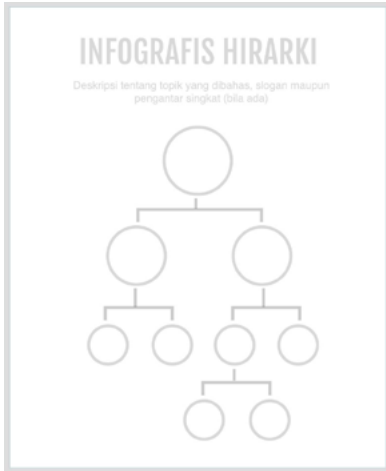 INFOGRAFIS HIRARKI
Deskripsi tentang topik yang dibahas, slogan maupun
pengantar singkat (bila ada)